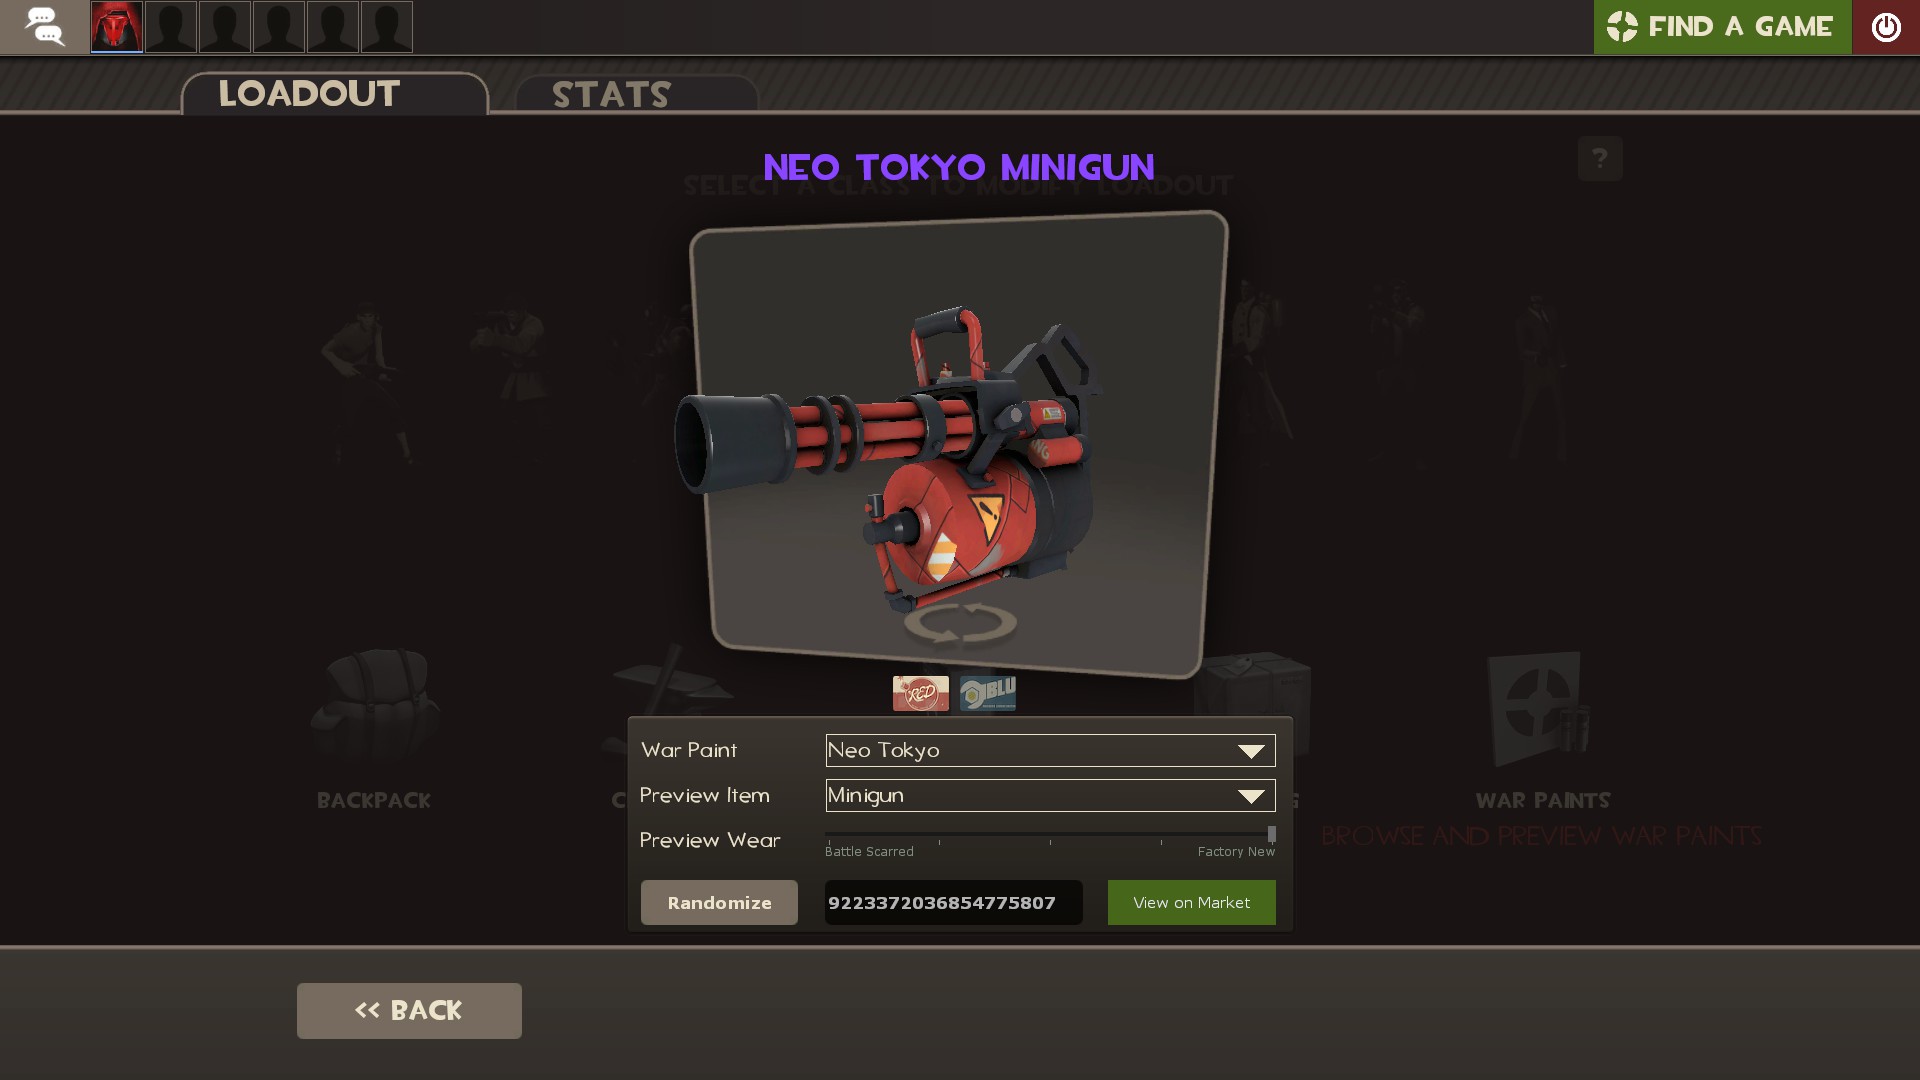 FIND A GAME
LOADOUT
STATS
NEO TOKYO MINIGUN
SELECT A CLASS TO MODIFY LOADOUT
?
RED
BLU
War Paint
Neo Tokyo
Preview Item
Minigun
Preview Wear
Battle Scarred
Factory New
Randomize
9223372036854775807
View on Market
BACKPACK
WAR PAINTS
BROWSE AND PREVIEW WAR PAINTS
<< BACK